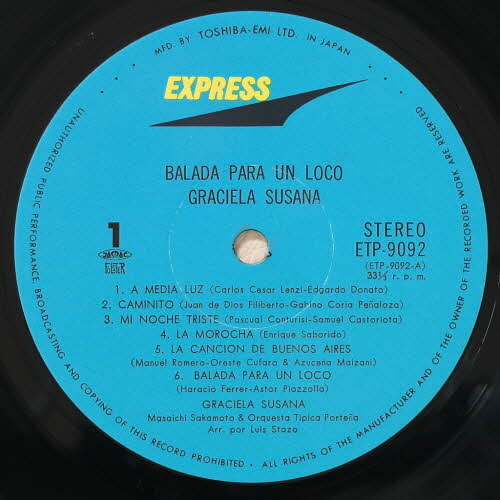 MFD. BY TOSHIBA-EMI LTD. IN JAPAN
EXPRESS
BALADA PARA UN LOCO
GRACIELA SUSANA
1
STEREO
ETP-9092
(ETP-9092-A)
33⅓ r. p. m.
1. A MEDIA LUZ (Carlos Cesar Lenzi-Edgardo Donato)
2. CAMINITO (Juan de Dios Filiberto-Gabino Coria Peñaloza)
3. MI NOCHE TRISTE (Pascual Conturisi-Samuel Castoriota)
4. LA MOROCHA (Enrique Saborido)
5. LA CANCION DE BUENOS AIRES
(Manuel Romero-Oreste Cufaro & Azucena Maizani)
6. BALADA PARA UN LOCO
(Horacio Ferrer-Astor Piazzolla)
GRACIELA SUSANA
Masaichi Sakamoto & Orquesta Tipica Porteña
Arr. por Luis Stazo
UNAUTHORIZED PUBLIC PERFORMANCE, BROADCASTING AND COPYING OF THIS RECORD PROHIBITED • ALL RIGHTS OF THE MANUFACTURER AND OF THE OWNER OF THE RECORDED WORK ARE RESERVED